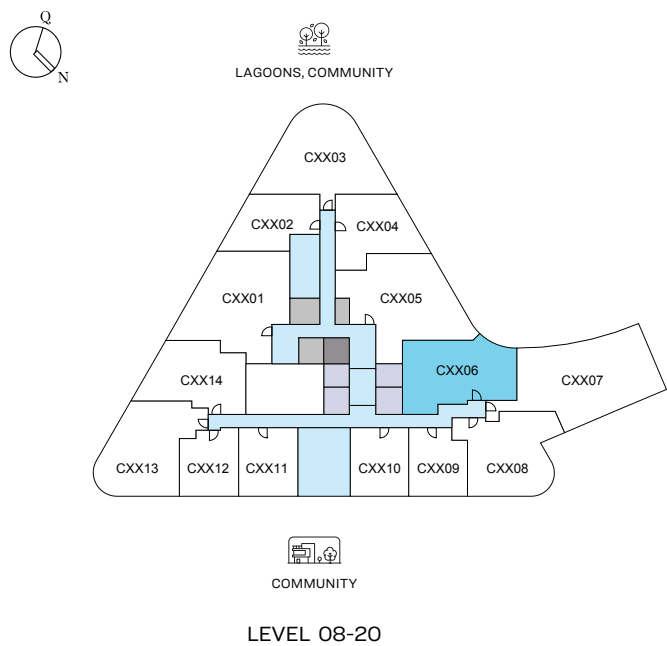 Q
N
LAGOONS, COMMUNITY
CXX03
CXX02
CXX04
CXX01
CXX05
CXX06
CXX07
CXX14
CXX13
CXX12
CXX11
CXX10
CXX09
CXX08
COMMUNITY
LEVEL 08-20